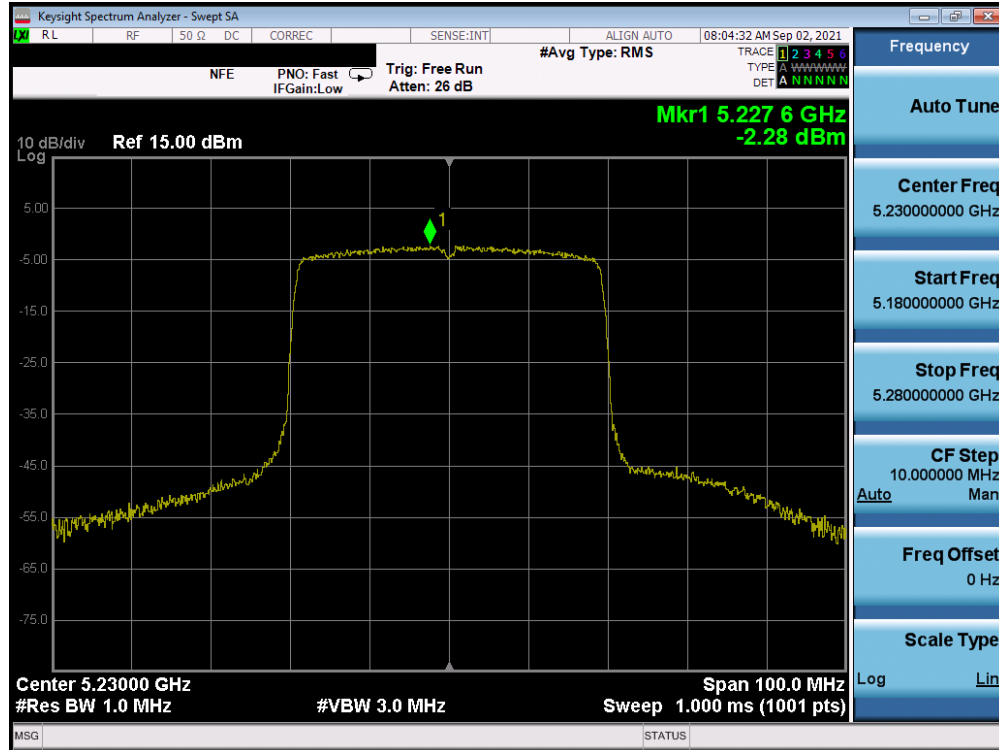 Keysight Spectrum Analyzer - Swept SA
LXI RL RF 50 Ω DC CORREC SENSE:INT ALIGN AUTO 08:04:32 AM Sep 02, 2021
NFE PNO: Fast Trig: Free Run #Avg Type: RMS TRACE 1 2 3 4 5 6
IFGain:Low Atten: 26 dB TYPE A WWWWW
DET A N N N N N
Mkr1 5.227 6 GHz
10 dB/div Ref 15.00 dBm -2.28 dBm
Log
1
5.00
-5.00
-15.0
-25.0
-35.0
-45.0
-55.0
-65.0
-75.0
Center 5.23000 GHz Span 100.0 MHz
#Res BW 1.0 MHz #VBW 3.0 MHz Sweep 1.000 ms (1001 pts)
MSG STATUS
Frequency
Auto Tune
Center Freq
5.230000000 GHz
Start Freq
5.180000000 GHz
Stop Freq
5.280000000 GHz
CF Step
10.000000 MHz
Auto Man
Freq Offset
0 Hz
Scale Type
Log Lin